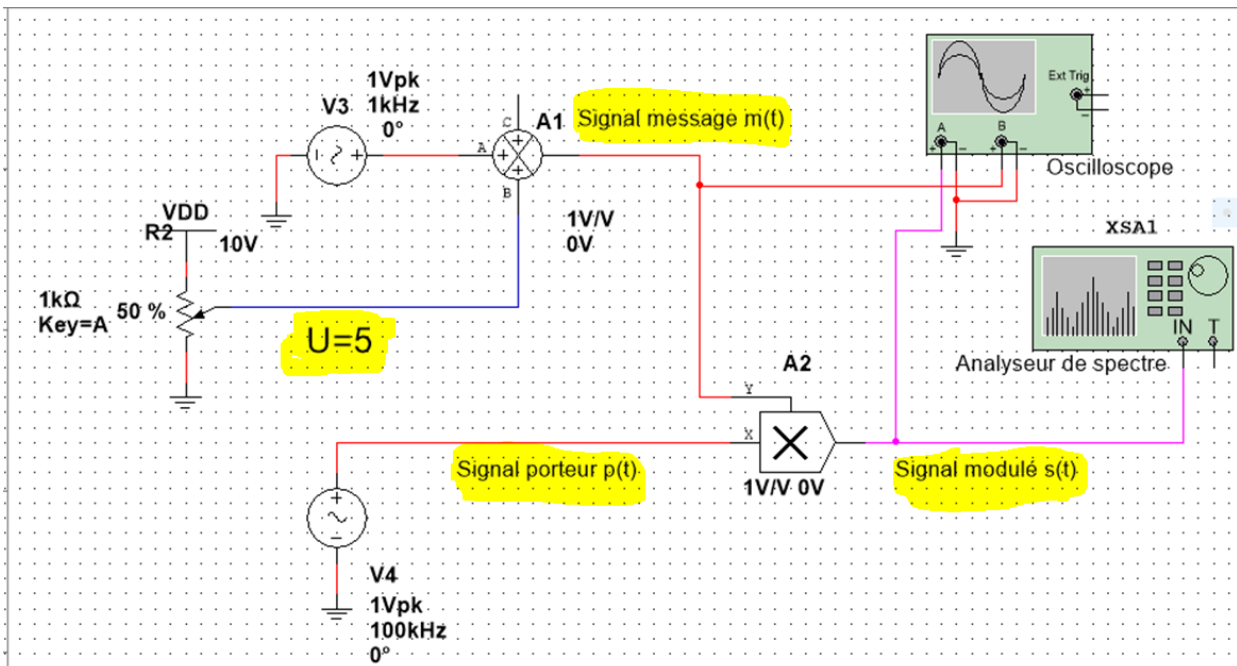 1Vpk
V3
1kHz
0°
C
A1
Signal message m(t)
A
B
1V/V
0V
VDD
R2
10V
1kΩ
50 %
Key=A
U=5
Ext Trig
A
B
Oscilloscope
XSA1
IN
T
Analyseur de spectre
A2
Y
X
1V/V 0V
Signal porteur p(t)
Signal modulé s(t)
V4
1Vpk
100kHz
0°